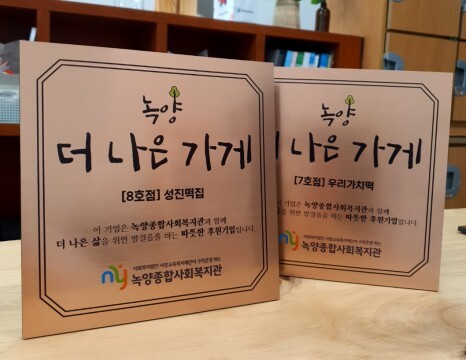 녹양
더 나은 가게
[8호점] 성진떡집
이 기업은 녹양종합사회복지관과 함께
더 나은 삶을 위한 발걸음을 하는 따뜻한 후원기업입니다
녹양종합사회복지관
녹양
더 나은 가게
[7호점] 우리가치떡
기업은 녹양종합사회복지관과 함께
은 삶을 위한 발걸음을 하는 따뜻한 후원기업입니다
녹양종합사회복지관